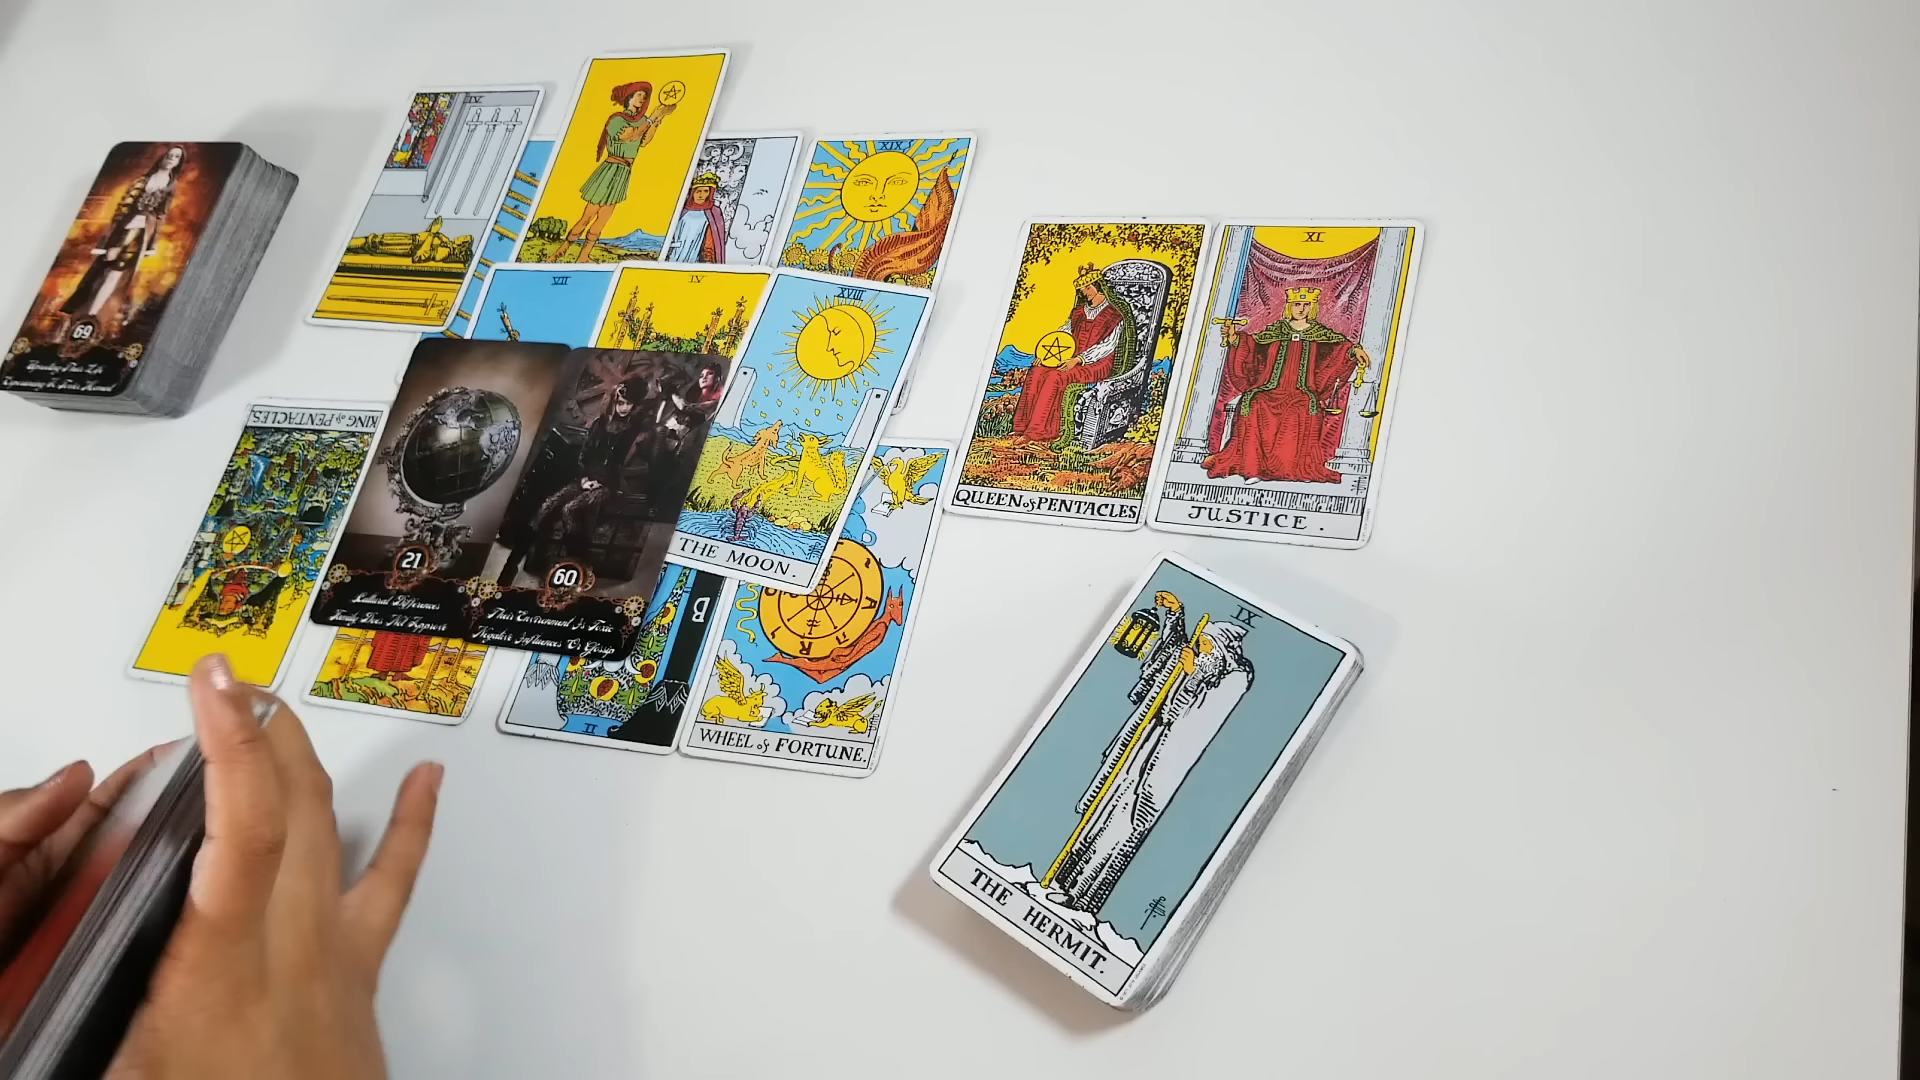 VI
XIX
XI
VII
IV
XVIII
KING of PENTACLES.
QUEEN of PENTACLES
JUSTICE.
69
21
Cultural Differences
Family Does Not Approve
60
Their Environment Is Toxic
Negative Influences Or Gossip
THE MOON.
B
II
WHEEL of FORTUNE.
IX
THE HERMIT.